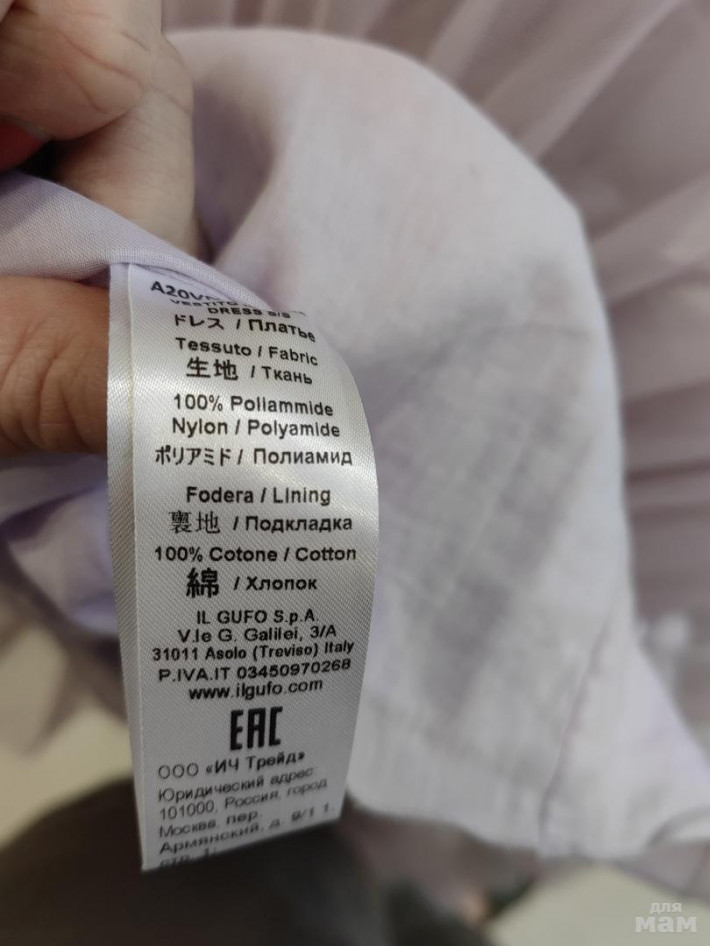 DRESS S/S
ドレス / Платье
Tessuto / Fabric
生地 / Ткань
100% Poliammide
Nylon / Polyamide
ポリアミド / Полиамид
Fodera / Lining
裏地 / Подкладка
100% Cotone / Cotton
綿 / Хлопок
IL GUFO S.p.A.
V.le G. Galilei, 3/A
31011 Asolo (Treviso) Italy
P.IVA.IT 03450970268
www.ilgufo.com
EAC
ООО «ИЧ Трейд»
Юридический адрес:
101000, Россия, город
Москва, пер.
Армянский, д. 9/1 1,
стр. 1;
для
мам